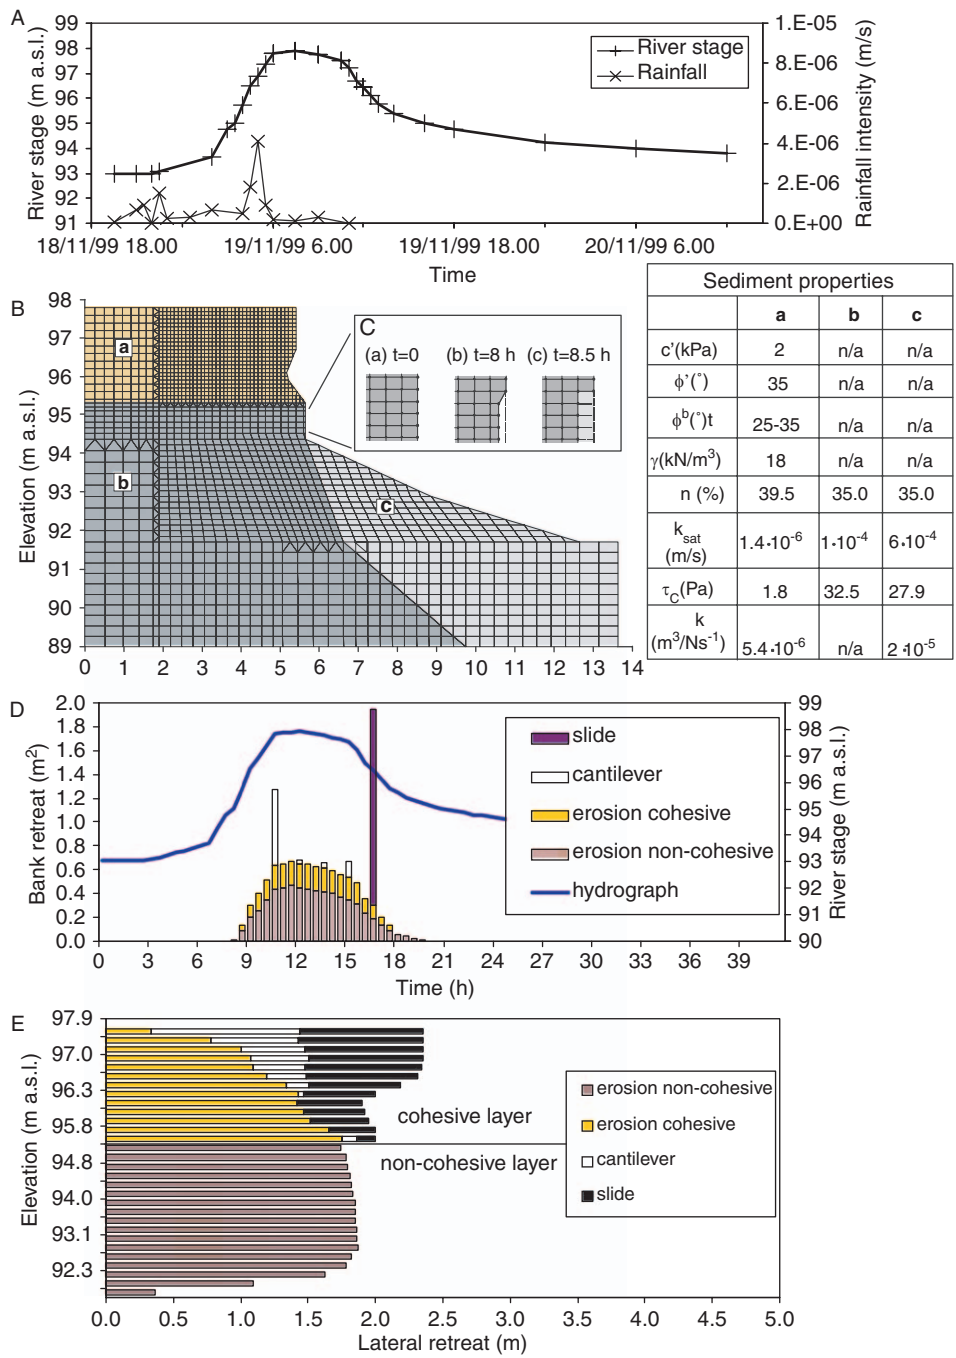 A
River stage (m a.s.l.)
99
98
97
96
95
94
93
92
91
River stage
Rainfall
1.E-05
8.E-06
6.E-06
4.E-06
2.E-06
0.E+00
Rainfall intensity (m/s)
18/11/99 18.00
19/11/99 6.00
19/11/99 18.00
20/11/99 6.00
Time
B
Elevation (m a.s.l.)
98
97
96
95
94
93
92
91
90
89
a
b
c
0 1 2 3 4 5 6 7 8 9 10 11 12 13 14
C
(a) t=0 (b) t=8 h (c) t=8.5 h
Sediment properties
a b c
c'(kPa) 2 n/a n/a
ϕ'(°) 35 n/a n/a
ϕᵇ(°)t 25-35 n/a n/a
γ(kN/m³) 18 n/a n/a
n (%) 39.5 35.0 35.0
k_sat (m/s) 1.4·10⁻⁶ 1·10⁻⁴ 6·10⁻⁴
τ_C(Pa) 1.8 32.5 27.9
k (m³/Ns⁻¹) 5.4·10⁻⁶ n/a 2·10⁻⁵
D
Bank retreat (m²)
2.0
1.8
1.6
1.4
1.2
1.0
0.8
0.6
0.4
0.2
0.0
slide
cantilever
erosion cohesive
erosion non-cohesive
hydrograph
99
98
97
96
95
94
93
92
91
90
River stage (m a.s.l.)
0 3 6 9 12 15 18 21 24 27 30 33 36 39
Time (h)
E
Elevation (m a.s.l.)
97.9
97.0
96.3
95.8
94.8
94.0
93.1
92.3
cohesive layer
non-cohesive layer
erosion non-cohesive
erosion cohesive
cantilever
slide
0.0 0.5 1.0 1.5 2.0 2.5 3.0 3.5 4.0 4.5 5.0
Lateral retreat (m)